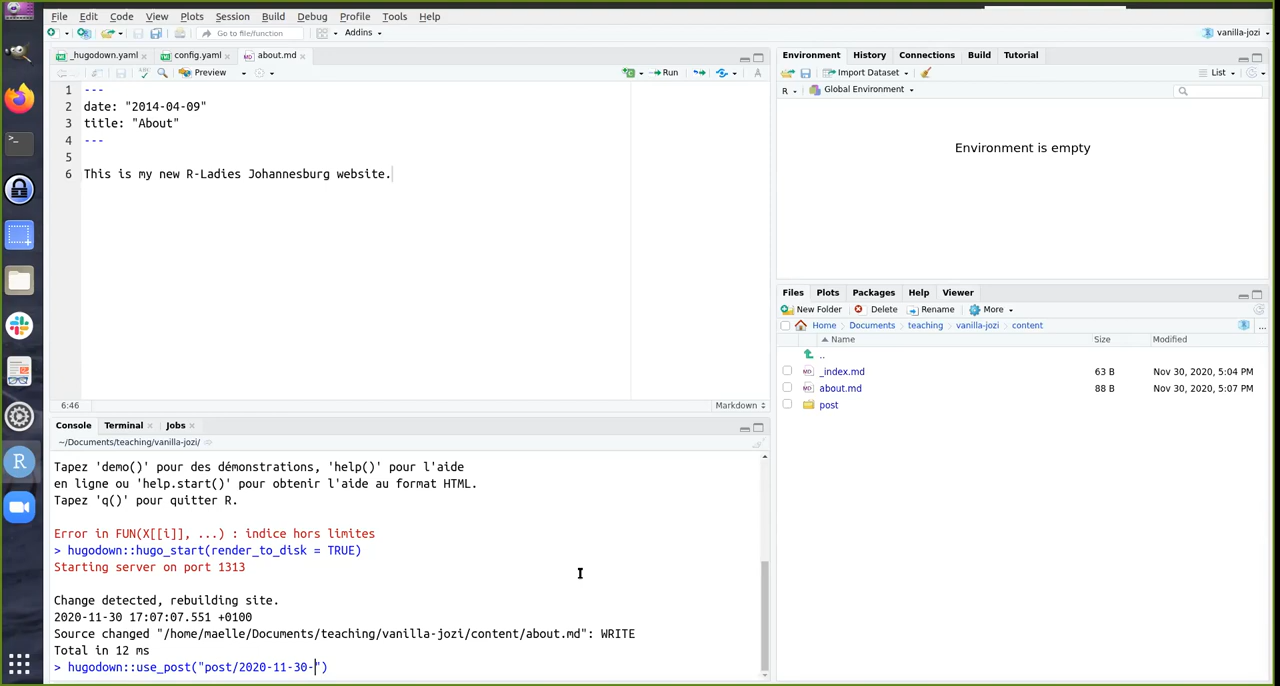 File Edit Code View Plots Session Build Debug Profile Tools Help
Go to file/function Addins vanilla-jozi
_hugodown.yaml config.yaml about.md
Preview Run
1 ---
2 date: "2014-04-09"
3 title: "About"
4 ---
5
6 This is my new R-Ladies Johannesburg website.
6:46 Markdown
Console Terminal Jobs
~/Documents/teaching/vanilla-jozi/
Tapez 'demo()' pour des démonstrations, 'help()' pour l'aide
en ligne ou 'help.start()' pour obtenir l'aide au format HTML.
Tapez 'q()' pour quitter R.
Error in FUN(X[[i]], ...) : indice hors limites
> hugodown::hugo_start(render_to_disk = TRUE)
Starting server on port 1313
Change detected, rebuilding site.
2020-11-30 17:07:07.551 +0100
Source changed "/home/maelle/Documents/teaching/vanilla-jozi/content/about.md": WRITE
Total in 12 ms
> hugodown::use_post("post/2020-11-30-")
Environment History Connections Build Tutorial
Import Dataset List
R Global Environment
Environment is empty
Files Plots Packages Help Viewer
New Folder Delete Rename More
Home Documents teaching vanilla-jozi content ...
Name Size Modified
..
_index.md 63 B Nov 30, 2020, 5:04 PM
about.md 88 B Nov 30, 2020, 5:07 PM
post